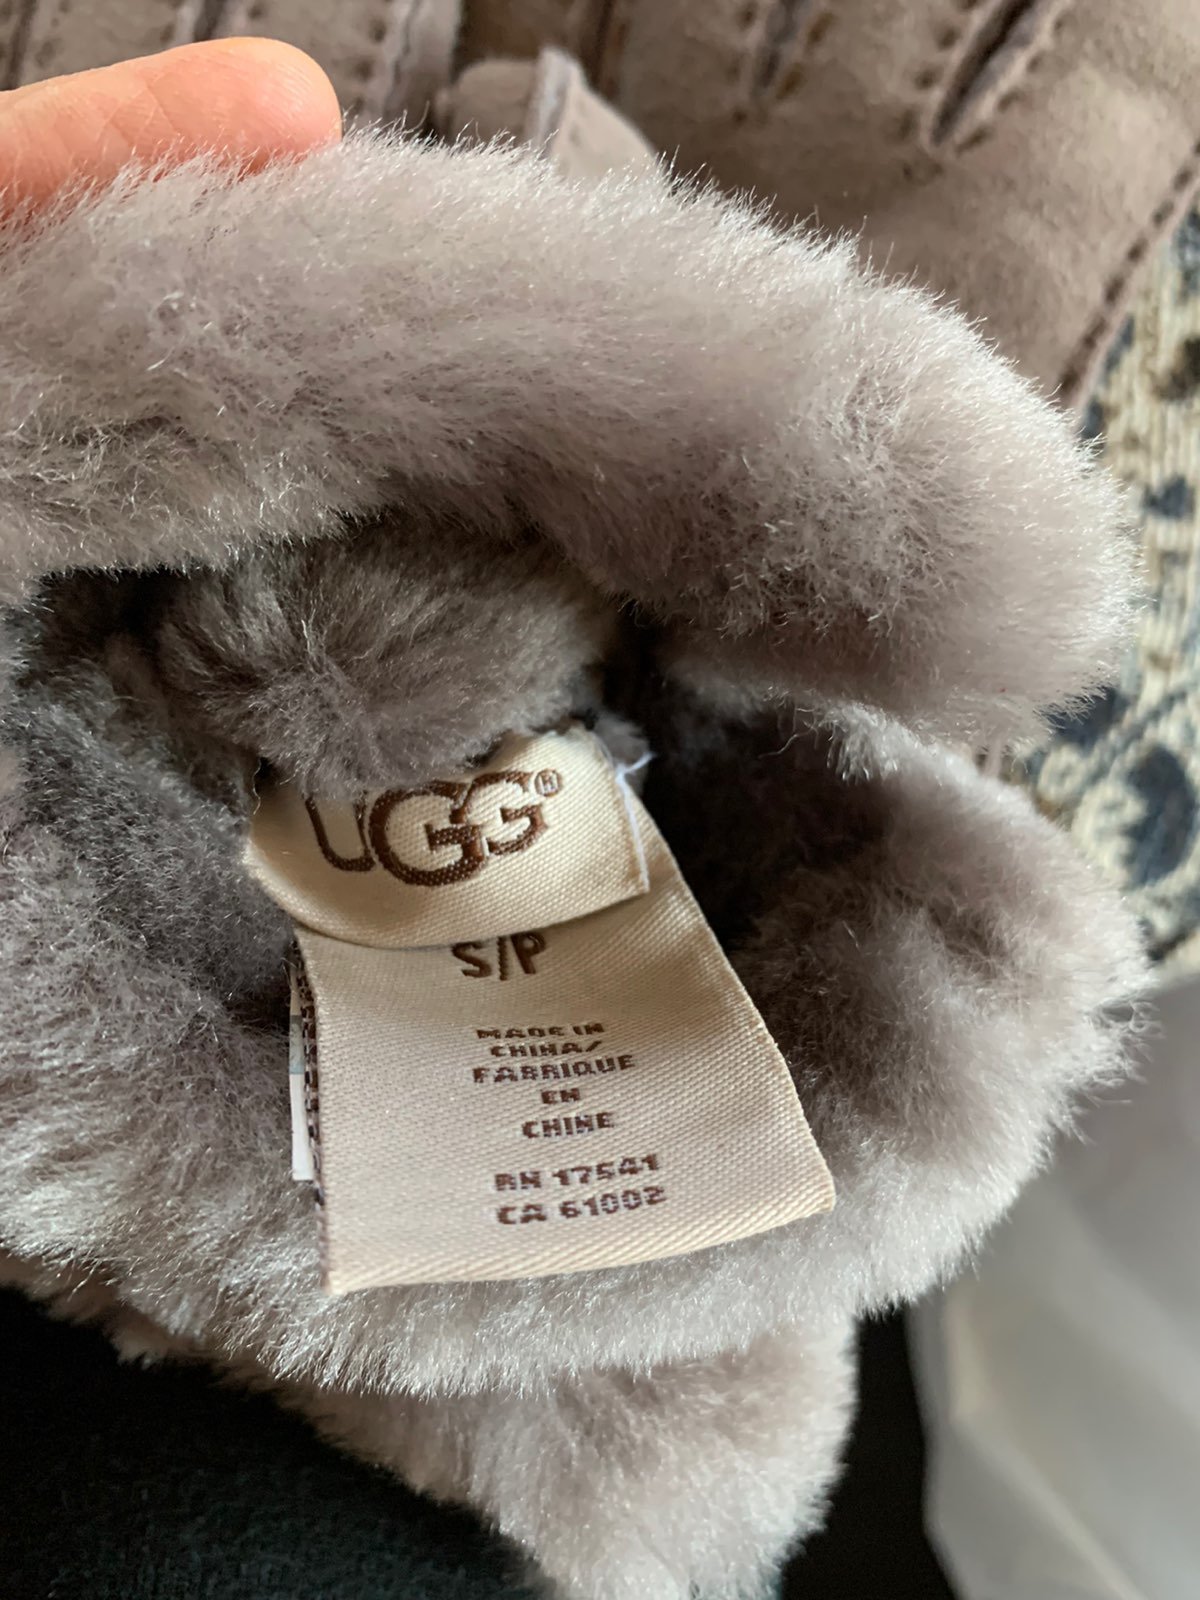 UGG®
S/P
MADE IN
CHINA/
FABRIQUE
EN
CHINE
RN 17541
CA 61002